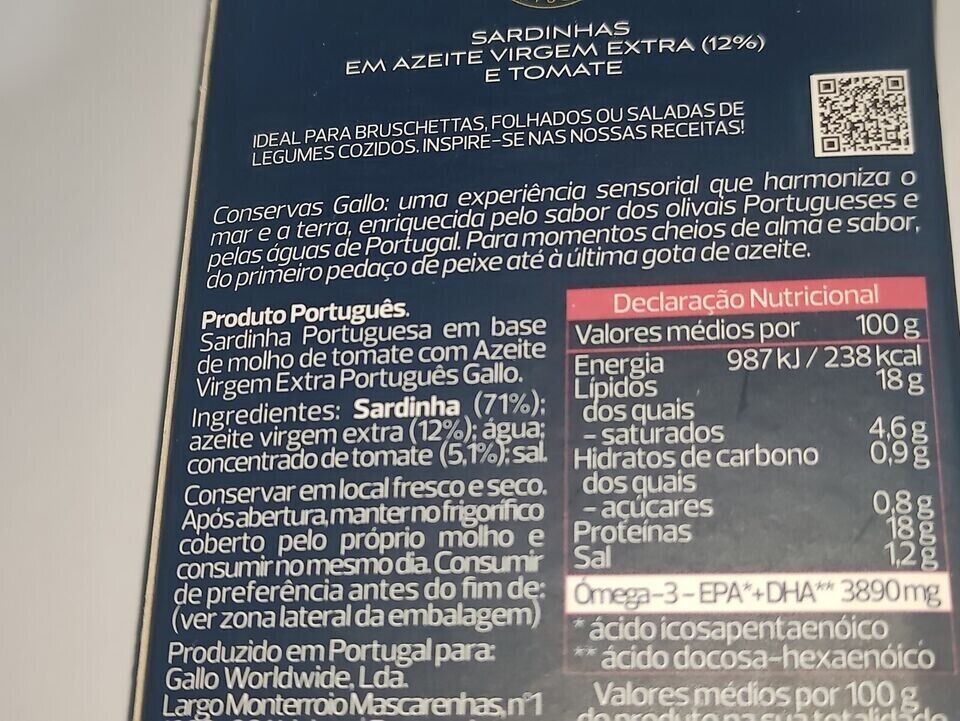 SARDINHAS
EM AZEITE VIRGEM EXTRA (12%)
E TOMATE
IDEAL PARA BRUSCHETTAS, FOLHADOS OU SALADAS DE
LEGUMES COZIDOS. INSPIRE-SE NAS NOSSAS RECEITAS!
Conservas Gallo: uma experiência sensorial que harmoniza o
mar e a terra, enriquecida pelo sabor dos olivais Portugueses e
pelas águas de Portugal. Para momentos cheios de alma e sabor,
do primeiro pedaço de peixe até à última gota de azeite.
Produto Português.
Sardinha Portuguesa em base
de molho de tomate com Azeite
Virgem Extra Português Gallo.
Ingredientes: Sardinha (71%);
azeite virgem extra (12%); água;
concentrado de tomate (5,1%); sal.
Conservar em local fresco e seco.
Após abertura, manter no frigorífico
coberto pelo próprio molho e
consumir no mesmo dia. Consumir
de preferência antes do fim de:
(ver zona lateral da embalagem)
Produzido em Portugal para:
Gallo Worldwide, Lda.
Largo Monterroio Mascarenhas, nº1
Declaração Nutricional
Valores médios por 100 g
Energia 987 kJ / 238 kcal
Lípidos 18 g
dos quais
- saturados 4,6 g
Hidratos de carbono 0,9 g
dos quais
- açúcares 0,8 g
Proteínas 18 g
Sal 1,2 g
Ómega-3 - EPA*+DHA** 3890 mg
* ácido icosapentaenóico
** ácido docosa-hexaenóico
Valores médios por 100 g